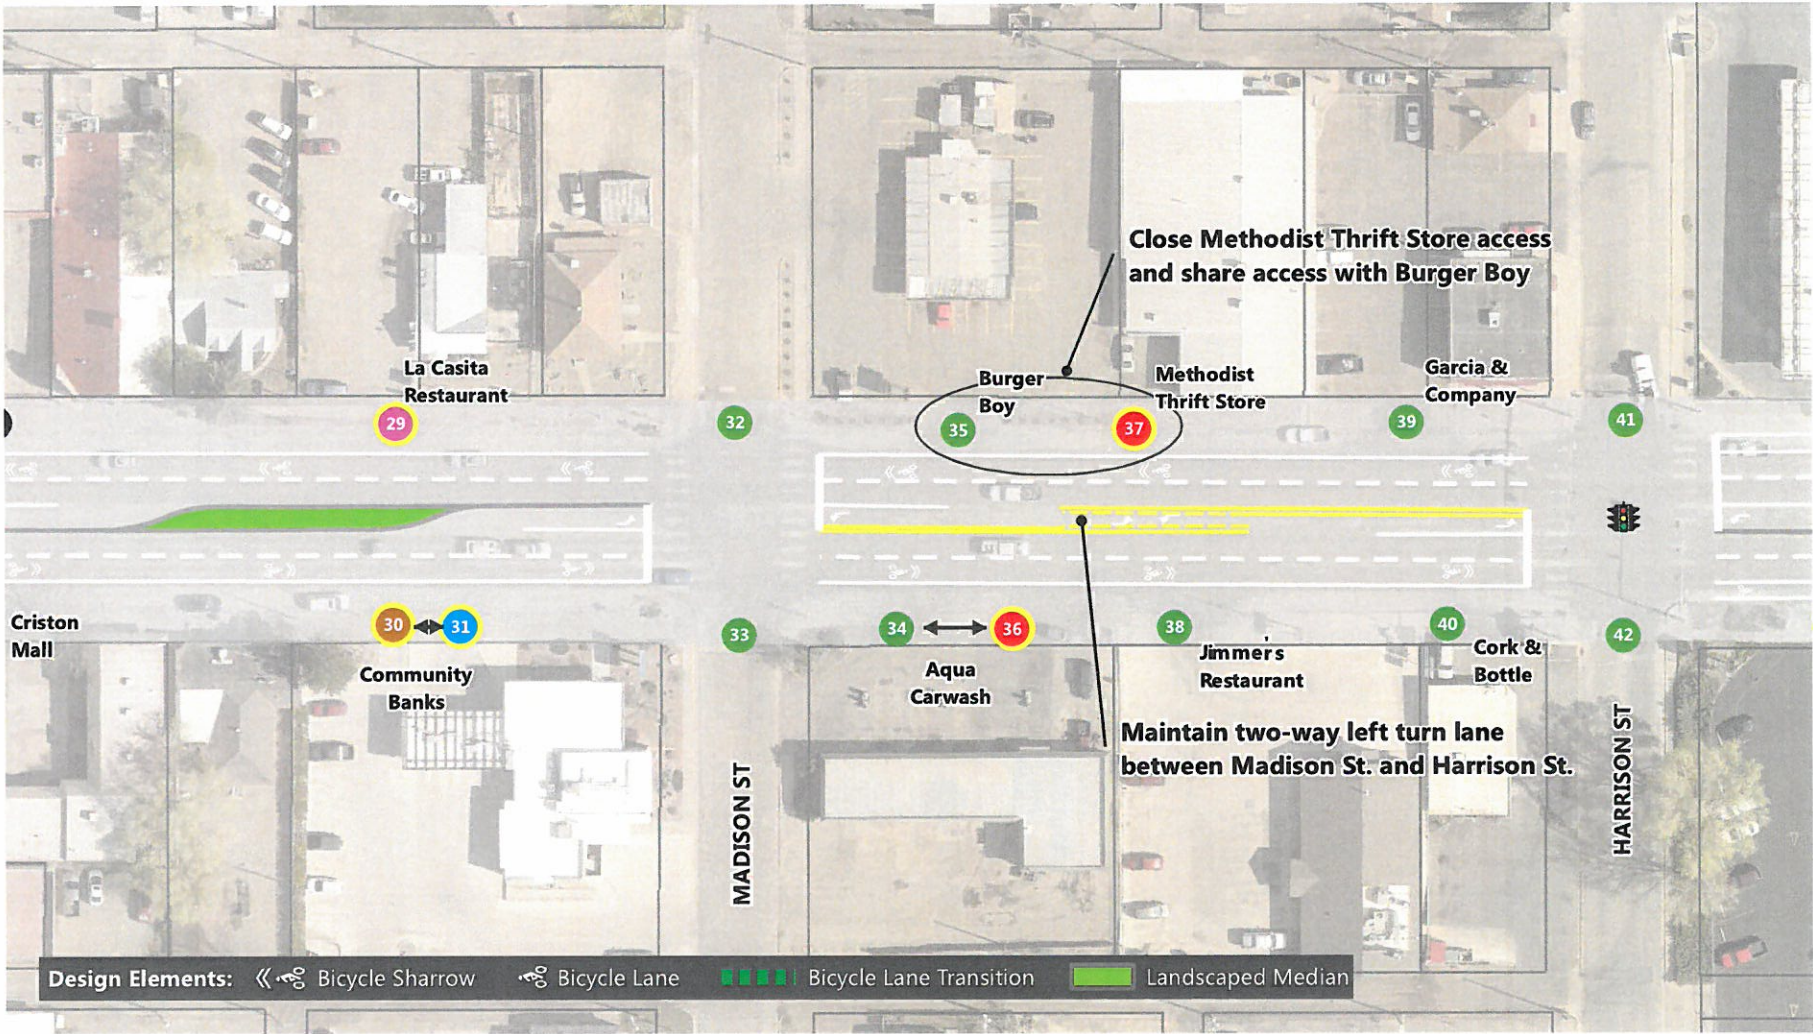 Close Methodist Thrift Store access
and share access with Burger Boy
La Casita
Restaurant
Burger
Boy
Methodist
Thrift Store
Garcia &
Company
29
32
35
37
39
41
Criston
Mall
30
31
33
34
36
38
40
42
Community
Banks
Aqua
Carwash
Jimmer's
Restaurant
Cork &
Bottle
Maintain two-way left turn lane
between Madison St. and Harrison St.
MADISON ST
HARRISON ST
Design Elements: Bicycle Sharrow Bicycle Lane Bicycle Lane Transition Landscaped Median